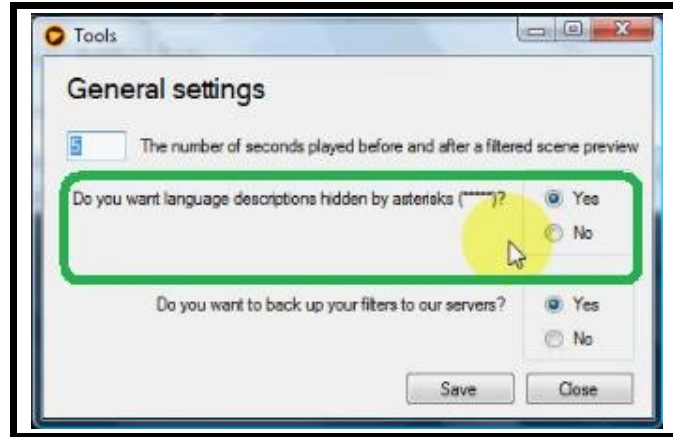 Tools
General settings
5 The number of seconds played before and after a filtered scene preview
Do you want language descriptions hidden by asterisks (*****)? Yes
No
Do you want to back up your filters to our servers? Yes
No
Save Close